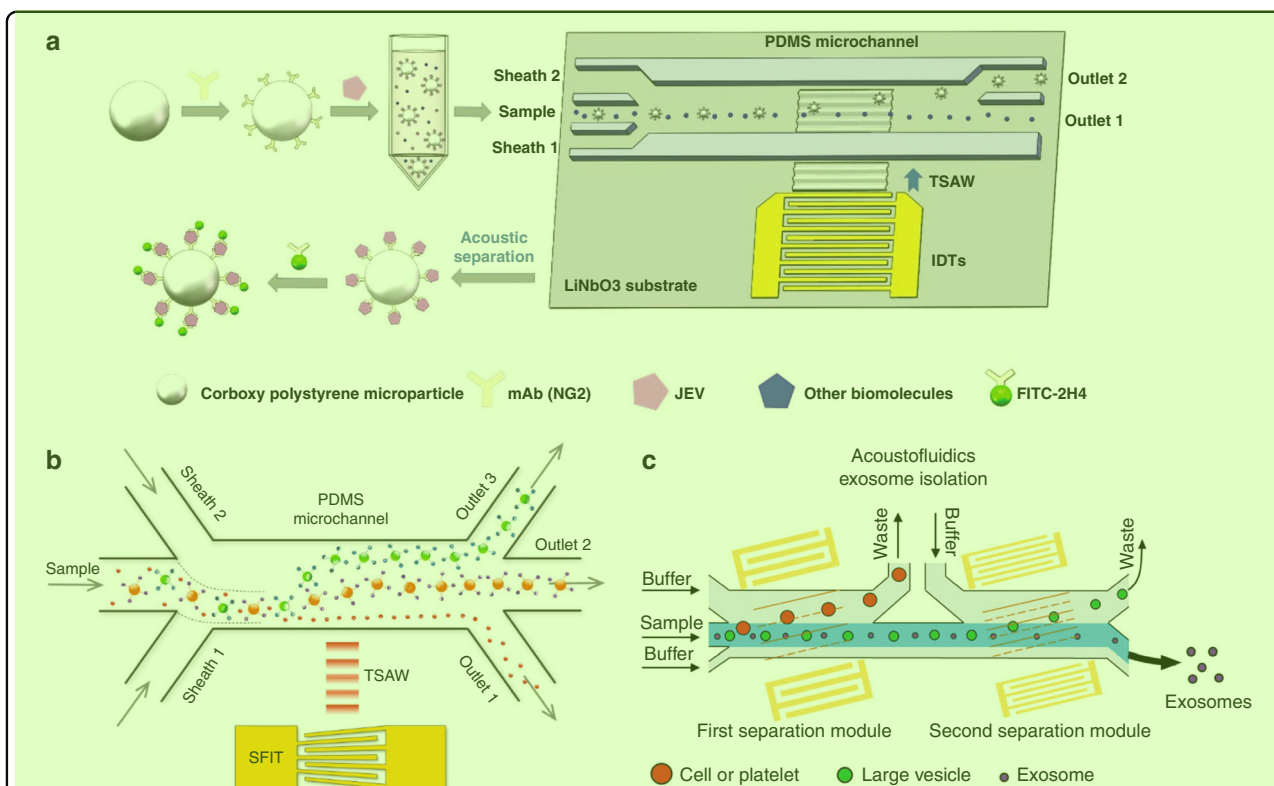 a
PDMS microchannel
Sheath 2
Outlet 2
Sample
Outlet 1
Sheath 1
TSAW
Acoustic
separation
IDTs
LiNbO3 substrate
Corboxy polystyrene microparticle
mAb (NG2)
JEV
Other biomolecules
FITC-2H4
b
Sheath 2
PDMS
microchannel
Outlet 3
Outlet 2
Sample
Sheath 1
TSAW
Outlet 1
SFIT
c
Acoustofluidics
exosome isolation
Waste
Buffer
Waste
Buffer
Sample
Buffer
Exosomes
First separation module
Second separation module
Cell or platelet
Large vesicle
Exosome